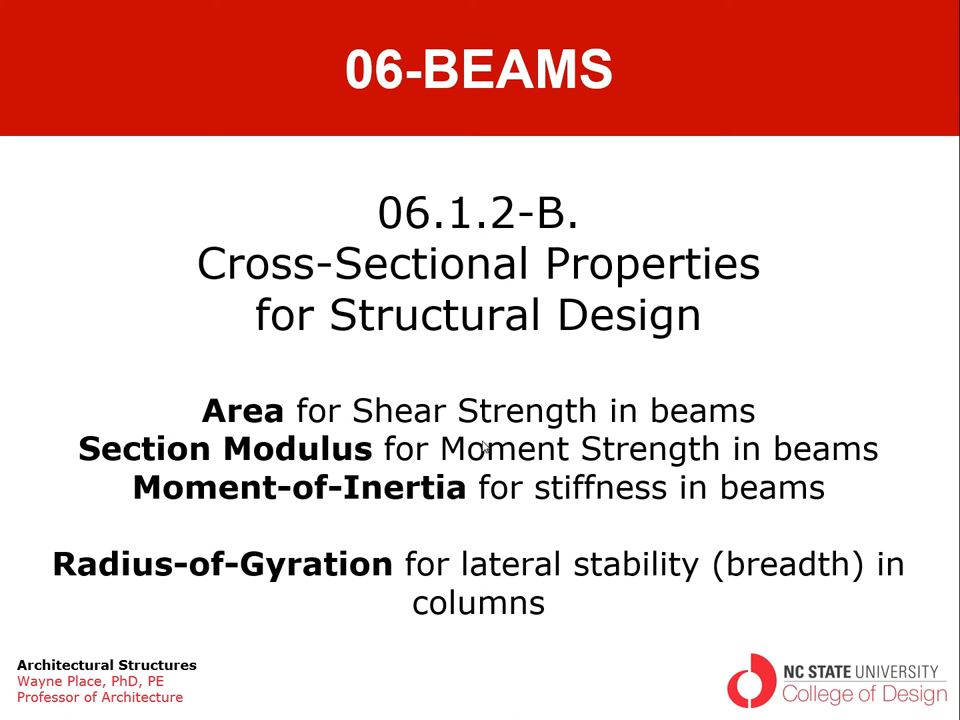 06-BEAMS
06.1.2-B.
Cross-Sectional Properties
for Structural Design
Area for Shear Strength in beams
Section Modulus for Moment Strength in beams
Moment-of-Inertia for stiffness in beams
Radius-of-Gyration for lateral stability (breadth) in
columns
Architectural Structures
Wayne Place, PhD, PE
Professor of Architecture
NC STATE UNIVERSITY
College of Design